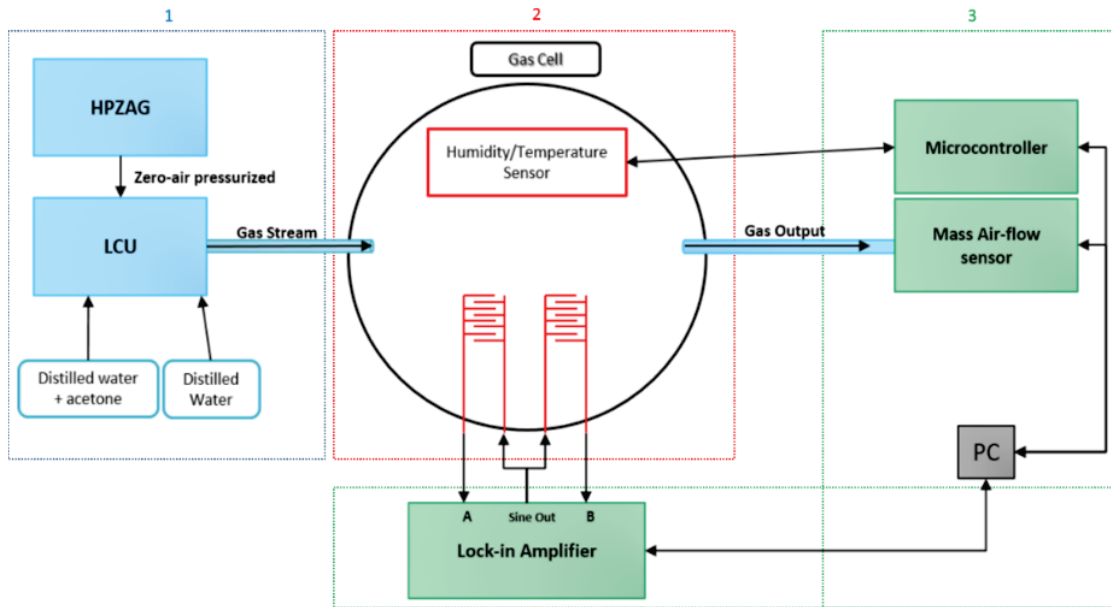 1
2
3
HPZAG
Gas Cell
Humidity/Temperature
Sensor
Microcontroller
Zero-air pressurized
LCU
Gas Stream
Gas Output
Mass Air-flow
sensor
Distilled water
+ acetone
Distilled
Water
PC
A
Sine Out
B
Lock-in Amplifier